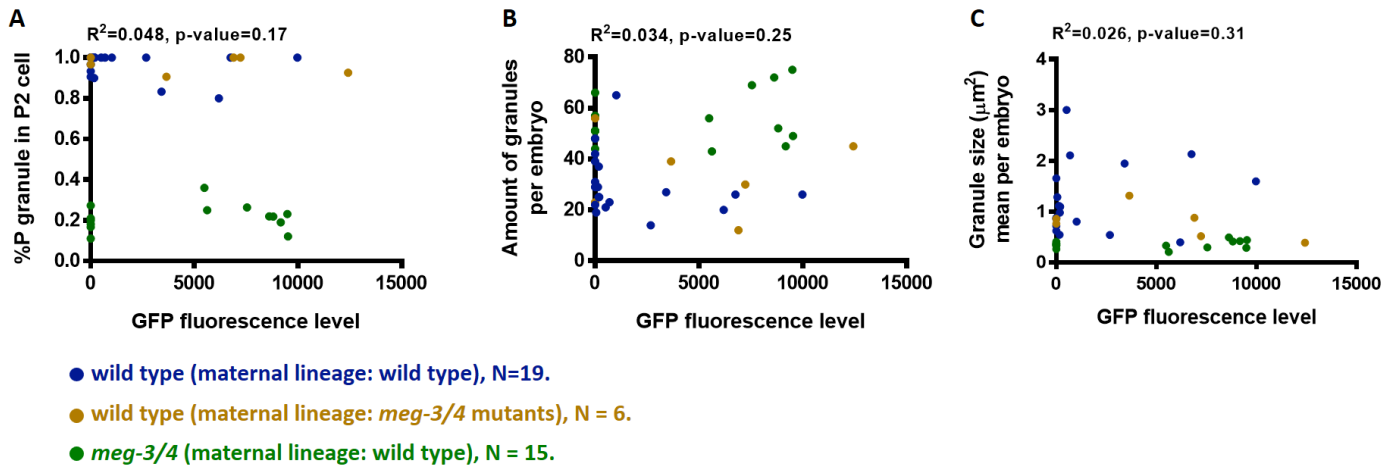 A
R²=0.048, p-value=0.17
%P granule in P2 cell
1.0
0.8
0.6
0.4
0.2
0.0
0 5000 10000 15000
GFP fluorescence level
B
R²=0.034, p-value=0.25
Amount of granules
per embryo
80
60
40
20
0
0 5000 10000 15000
GFP fluorescence level
C
R²=0.026, p-value=0.31
Granule size (μm²)
mean per embryo
4
3
2
1
0
0 5000 10000 15000
GFP fluorescence level
wild type (maternal lineage: wild type), N=19.
wild type (maternal lineage: meg-3/4 mutants), N = 6.
meg-3/4 (maternal lineage: wild type), N = 15.